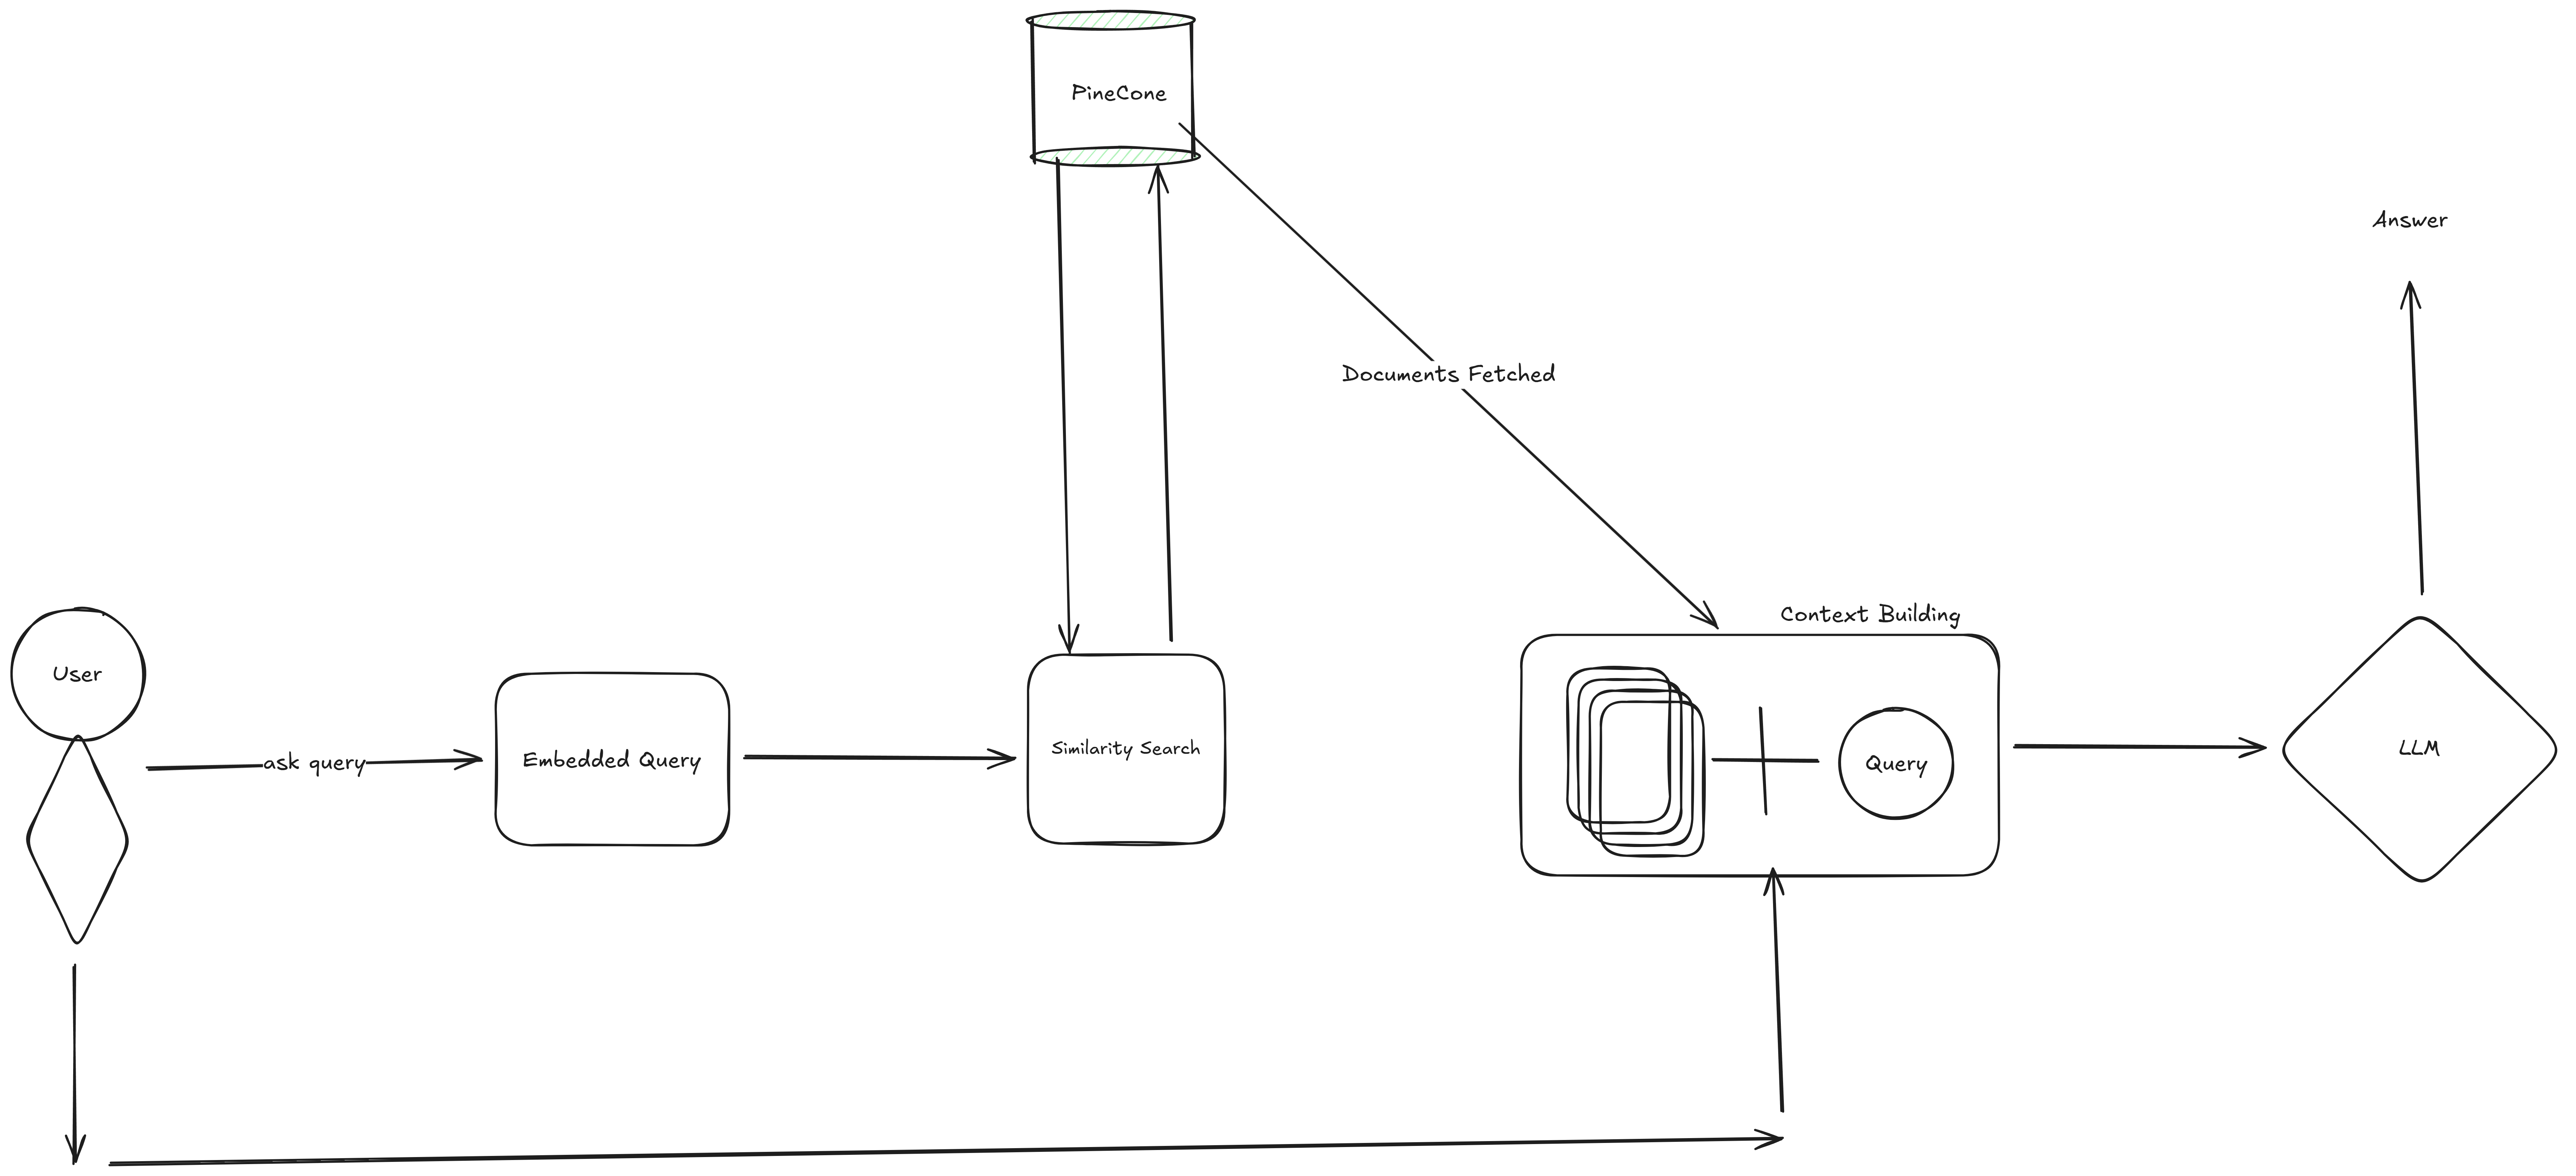 PineCone
Answer
Documents Fetched
Context Building
User
ask query
Embedded Query
Similarity Search
Query
LLM